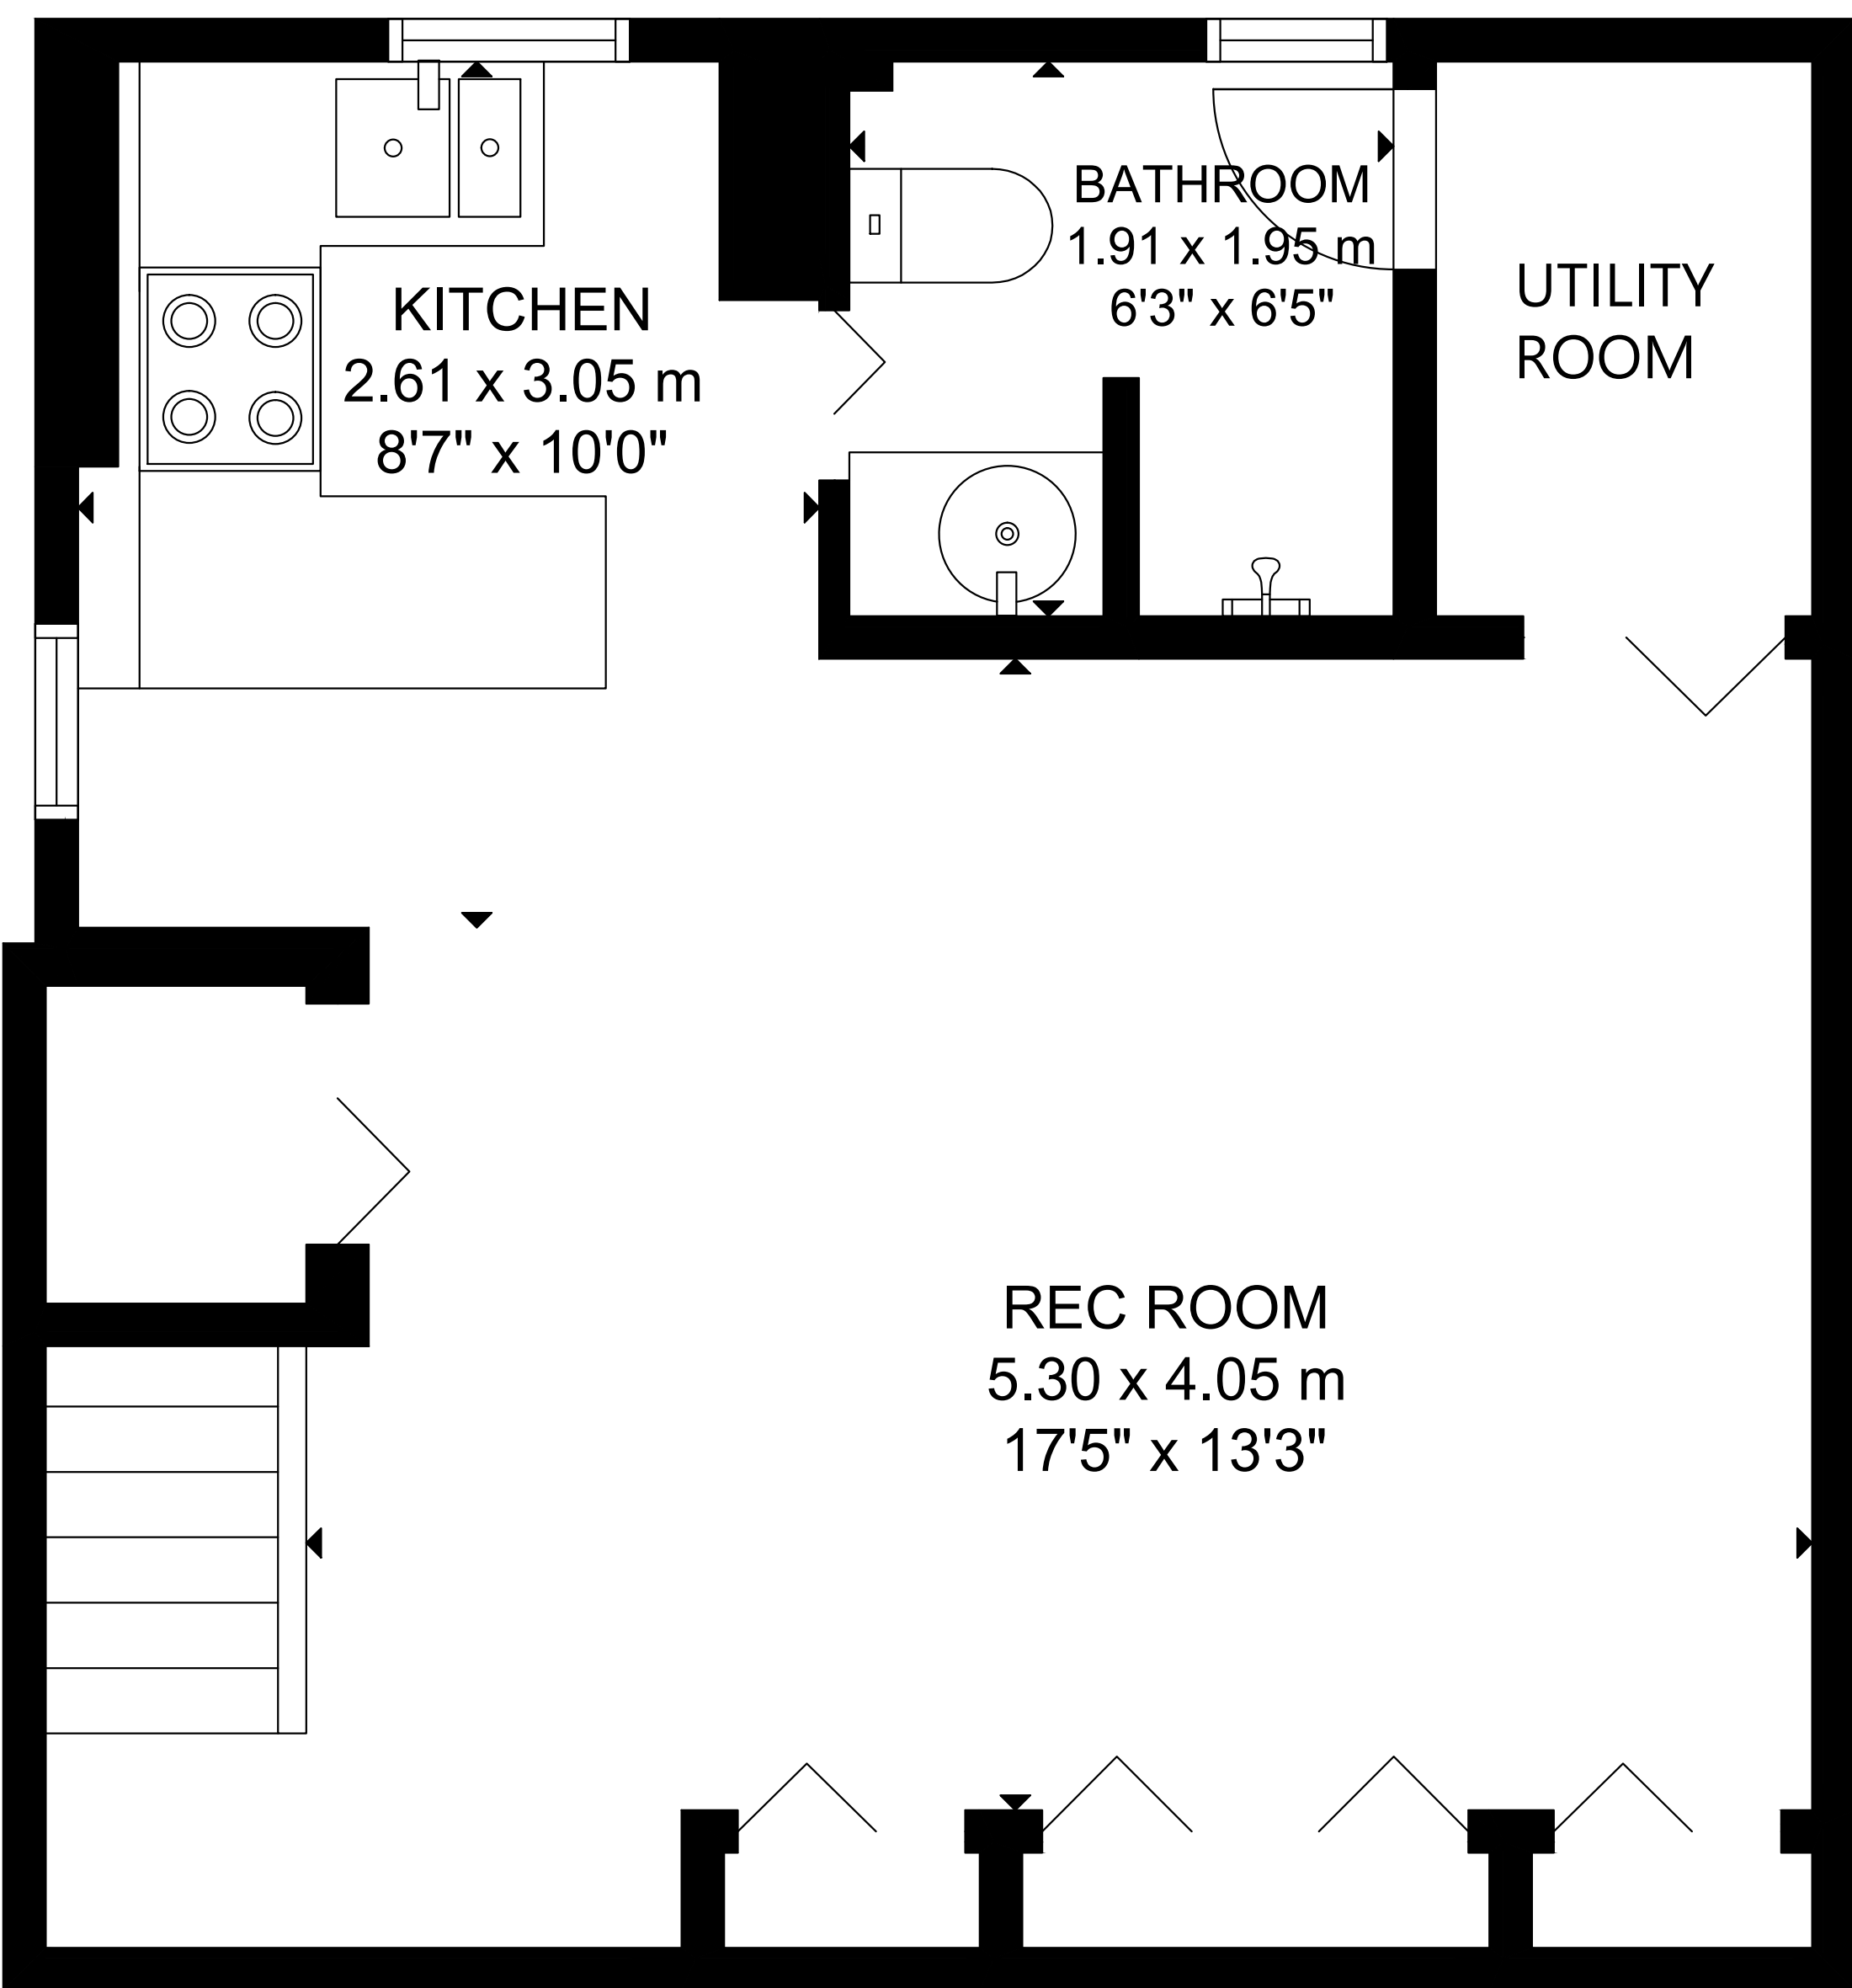 KITCHEN
2.61 x 3.05 m
8'7" x 10'0"
BATHROOM
1.91 x 1.95 m
6'3" x 6'5"
UTILITY
ROOM
REC ROOM
5.30 x 4.05 m
17'5" x 13'3"